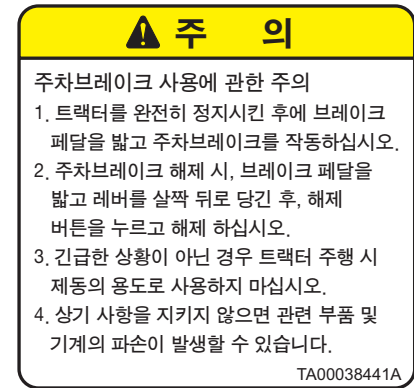 주 의
주차브레이크 사용에 관한 주의
1. 트랙터를 완전히 정지시킨 후에 브레이크
페달을 밟고 주차브레이크를 작동하십시오.
2. 주차브레이크 해제 시, 브레이크 페달을
밟고 레버를 살짝 뒤로 당긴 후, 해제
버튼을 누르고 해제 하십시오.
3. 긴급한 상황이 아닌 경우 트랙터 주행 시
제동의 용도로 사용하지 마십시오.
4. 상기 사항을 지키지 않으면 관련 부품 및
기계의 파손이 발생할 수 있습니다.
TA00038441A